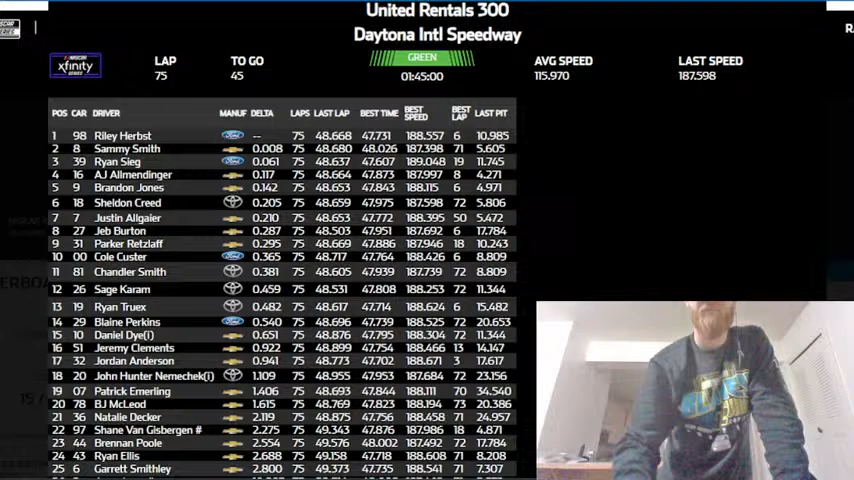 United Rentals 300
Daytona Intl Speedway
xfinity
SERIES
LAP TO GO GREEN AVG SPEED LAST SPEED
75 45 01:45:00 115.970 187.598
POS CAR DRIVER MANUF DELTA LAPS LAST LAP BEST TIME BEST SPEED BEST LAP LAST PIT
1 98 Riley Herbst Ford -- 75 48.668 47.731 188.557 6 10.985
2 8 Sammy Smith 0.008 75 48.680 48.026 187.398 71 5.605
3 39 Ryan Sieg Ford 0.061 75 48.637 47.607 189.048 19 11.745
4 16 AJ Allmendinger 0.117 75 48.664 47.873 187.997 8 4.271
5 9 Brandon Jones 0.142 75 48.653 47.843 188.115 6 4.971
6 18 Sheldon Creed 0.205 75 48.659 47.975 187.598 72 5.806
7 7 Justin Allgaier 0.210 75 48.653 47.772 188.395 50 5.472
8 27 Jeb Burton 0.287 75 48.503 47.951 187.692 6 17.784
9 31 Parker Retzlaff 0.295 75 48.669 47.886 187.946 18 10.243
10 00 Cole Custer Ford 0.365 75 48.717 47.764 188.426 6 8.809
11 81 Chandler Smith 0.381 75 48.605 47.939 187.739 72 8.809
12 26 Sage Karam 0.459 75 48.531 47.808 188.253 72 11.344
13 19 Ryan Truex 0.482 75 48.617 47.714 188.624 6 15.482
14 29 Blaine Perkins Ford 0.540 75 48.696 47.739 188.525 72 20.653
15 10 Daniel Dye(i) 0.651 75 48.876 47.795 188.304 72 11.344
16 51 Jeremy Clements 0.922 75 48.899 47.754 188.466 13 14.147
17 32 Jordan Anderson 0.941 75 48.773 47.702 188.671 3 17.617
18 20 John Hunter Nemechek(i) 1.109 75 48.955 47.953 187.684 72 23.156
19 07 Patrick Emerling 1.406 75 48.693 47.844 188.111 70 34.540
20 78 BJ McLeod 1.615 75 48.769 47.823 188.194 73 20.386
21 36 Natalie Decker 2.119 75 48.875 47.756 188.458 71 24.957
22 97 Shane Van Gisbergen # 2.275 75 49.343 47.876 187.986 18 4.871
23 44 Brennan Poole 2.554 75 49.576 48.002 187.492 72 17.784
24 43 Ryan Ellis 2.688 75 49.158 47.718 188.608 71 8.208
25 6 Garrett Smithley 2.800 75 49.373 47.735 188.541 71 7.307